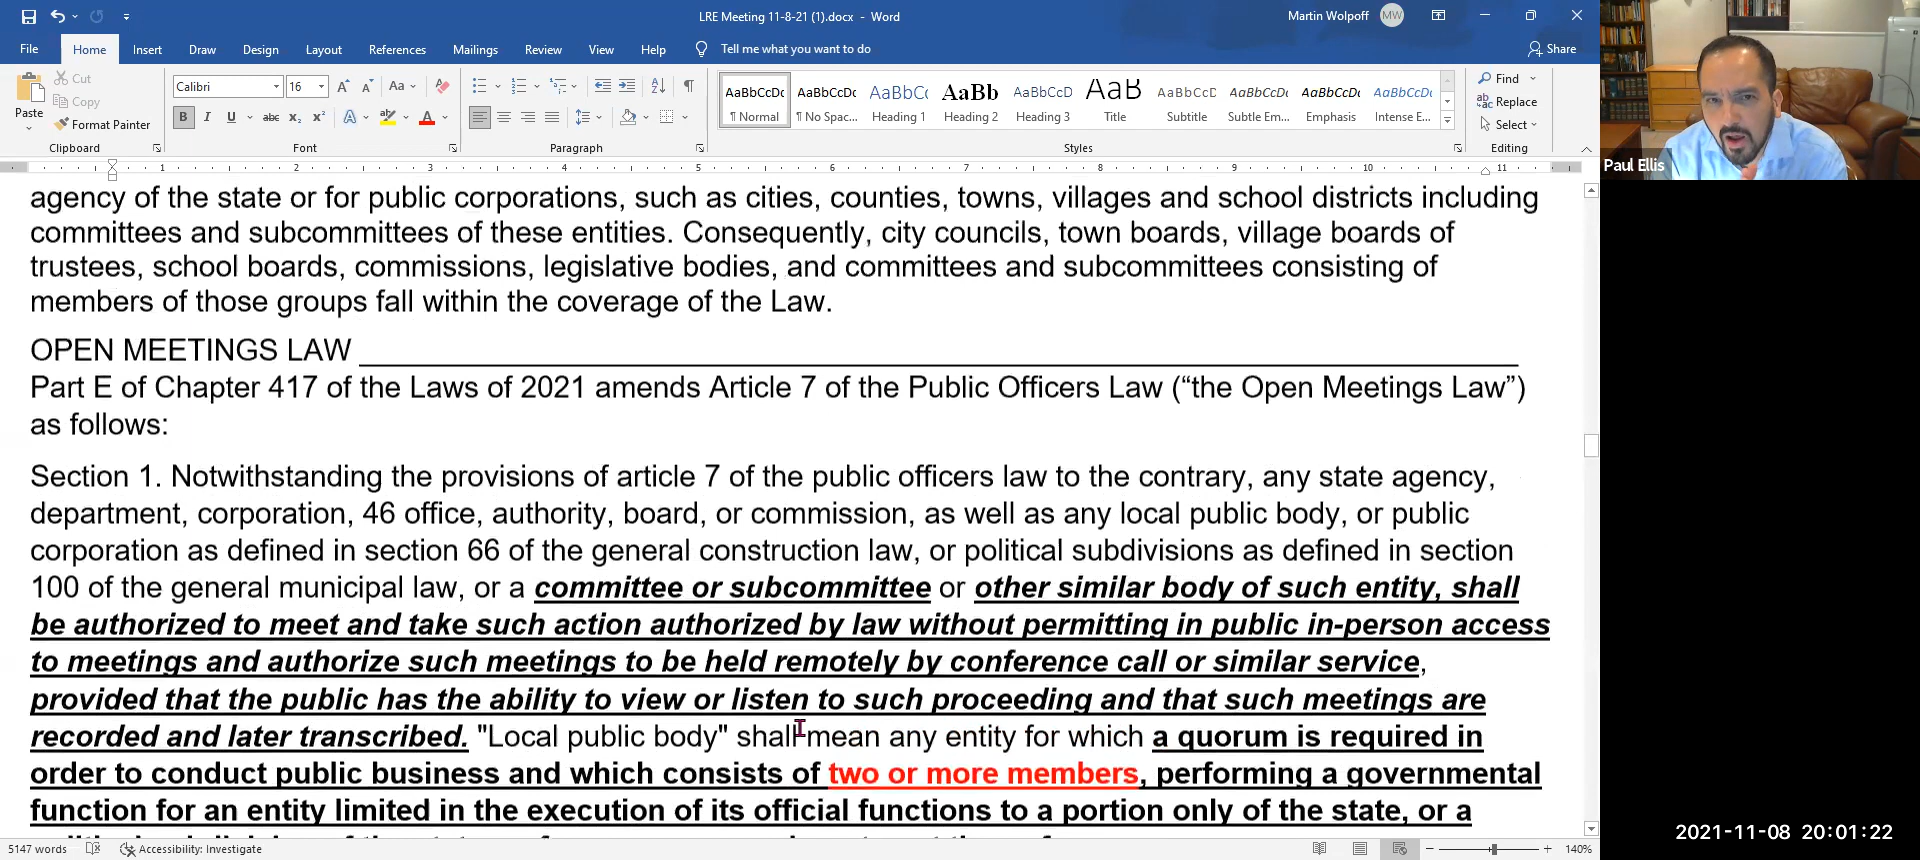 LRE Meeting 11-8-21 (1).docx - Word
Martin Wolpoff MW
File Home Insert Draw Design Layout References Mailings Review View Help Tell me what you want to do Share
Paste
Cut
Copy
Format Painter
Clipboard
Calibri 16
Font
Paragraph
AaBbCcDc AaBbCcDc AaBbCc AaBb AaBbCcD AaB AaBbCcD AaBbCcDc AaBbCcDc AaBbCcDc
¶ Normal ¶ No Spac... Heading 1 Heading 2 Heading 3 Title Subtitle Subtle Em... Emphasis Intense E...
Styles
Find
Replace
Select
Editing
Paul Ellis
1 2 3 4 5 6 7 8 9 10 11
agency of the state or for public corporations, such as cities, counties, towns, villages and school districts including
committees and subcommittees of these entities. Consequently, city councils, town boards, village boards of
trustees, school boards, commissions, legislative bodies, and committees and subcommittees consisting of
members of those groups fall within the coverage of the Law.
OPEN MEETINGS LAW
Part E of Chapter 417 of the Laws of 2021 amends Article 7 of the Public Officers Law (“the Open Meetings Law”)
as follows:
Section 1. Notwithstanding the provisions of article 7 of the public officers law to the contrary, any state agency,
department, corporation, 46 office, authority, board, or commission, as well as any local public body, or public
corporation as defined in section 66 of the general construction law, or political subdivisions as defined in section
100 of the general municipal law, or a committee or subcommittee or other similar body of such entity, shall
be authorized to meet and take such action authorized by law without permitting in public in-person access
to meetings and authorize such meetings to be held remotely by conference call or similar service,
provided that the public has the ability to view or listen to such proceeding and that such meetings are
recorded and later transcribed. "Local public body" shall mean any entity for which a quorum is required in
order to conduct public business and which consists of two or more members, performing a governmental
function for an entity limited in the execution of its official functions to a portion only of the state, or a
5147 words Accessibility: Investigate 140%
2021-11-08 20:01:22